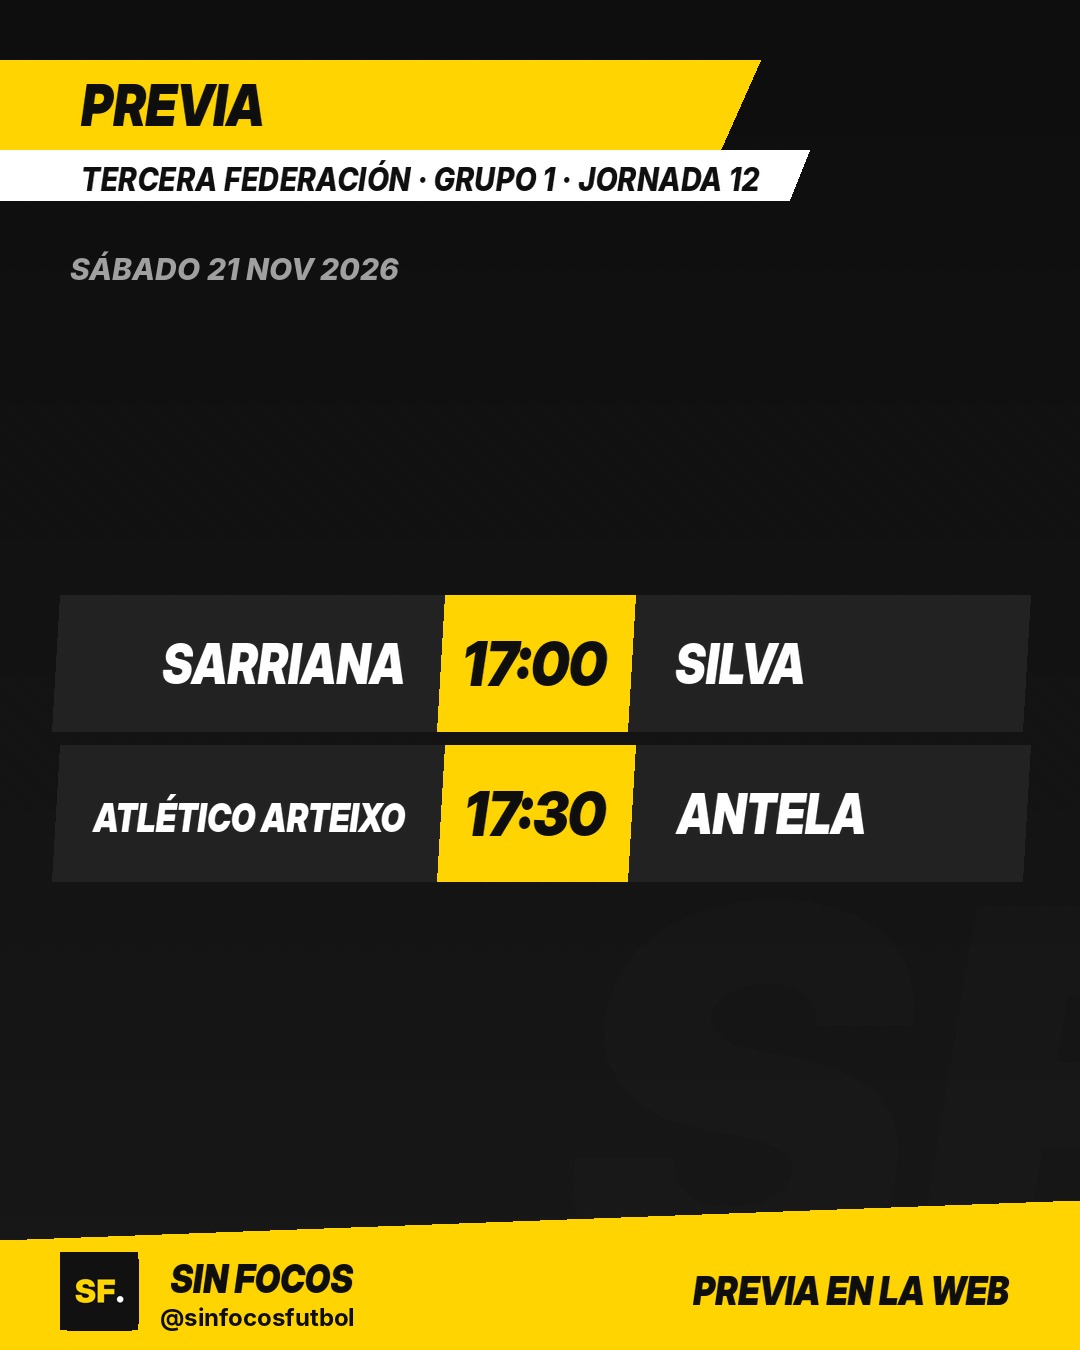 PREVIA
TERCERA FEDERACIÓN · GRUPO 1 · JORNADA 12
SÁBADO 21 NOV 2026
SARRIANA 17:00 SILVA
ATLÉTICO ARTEIXO 17:30 ANTELA
SF
SF.
SIN FOCOS
@sinfocosfutbol
PREVIA EN LA WEB